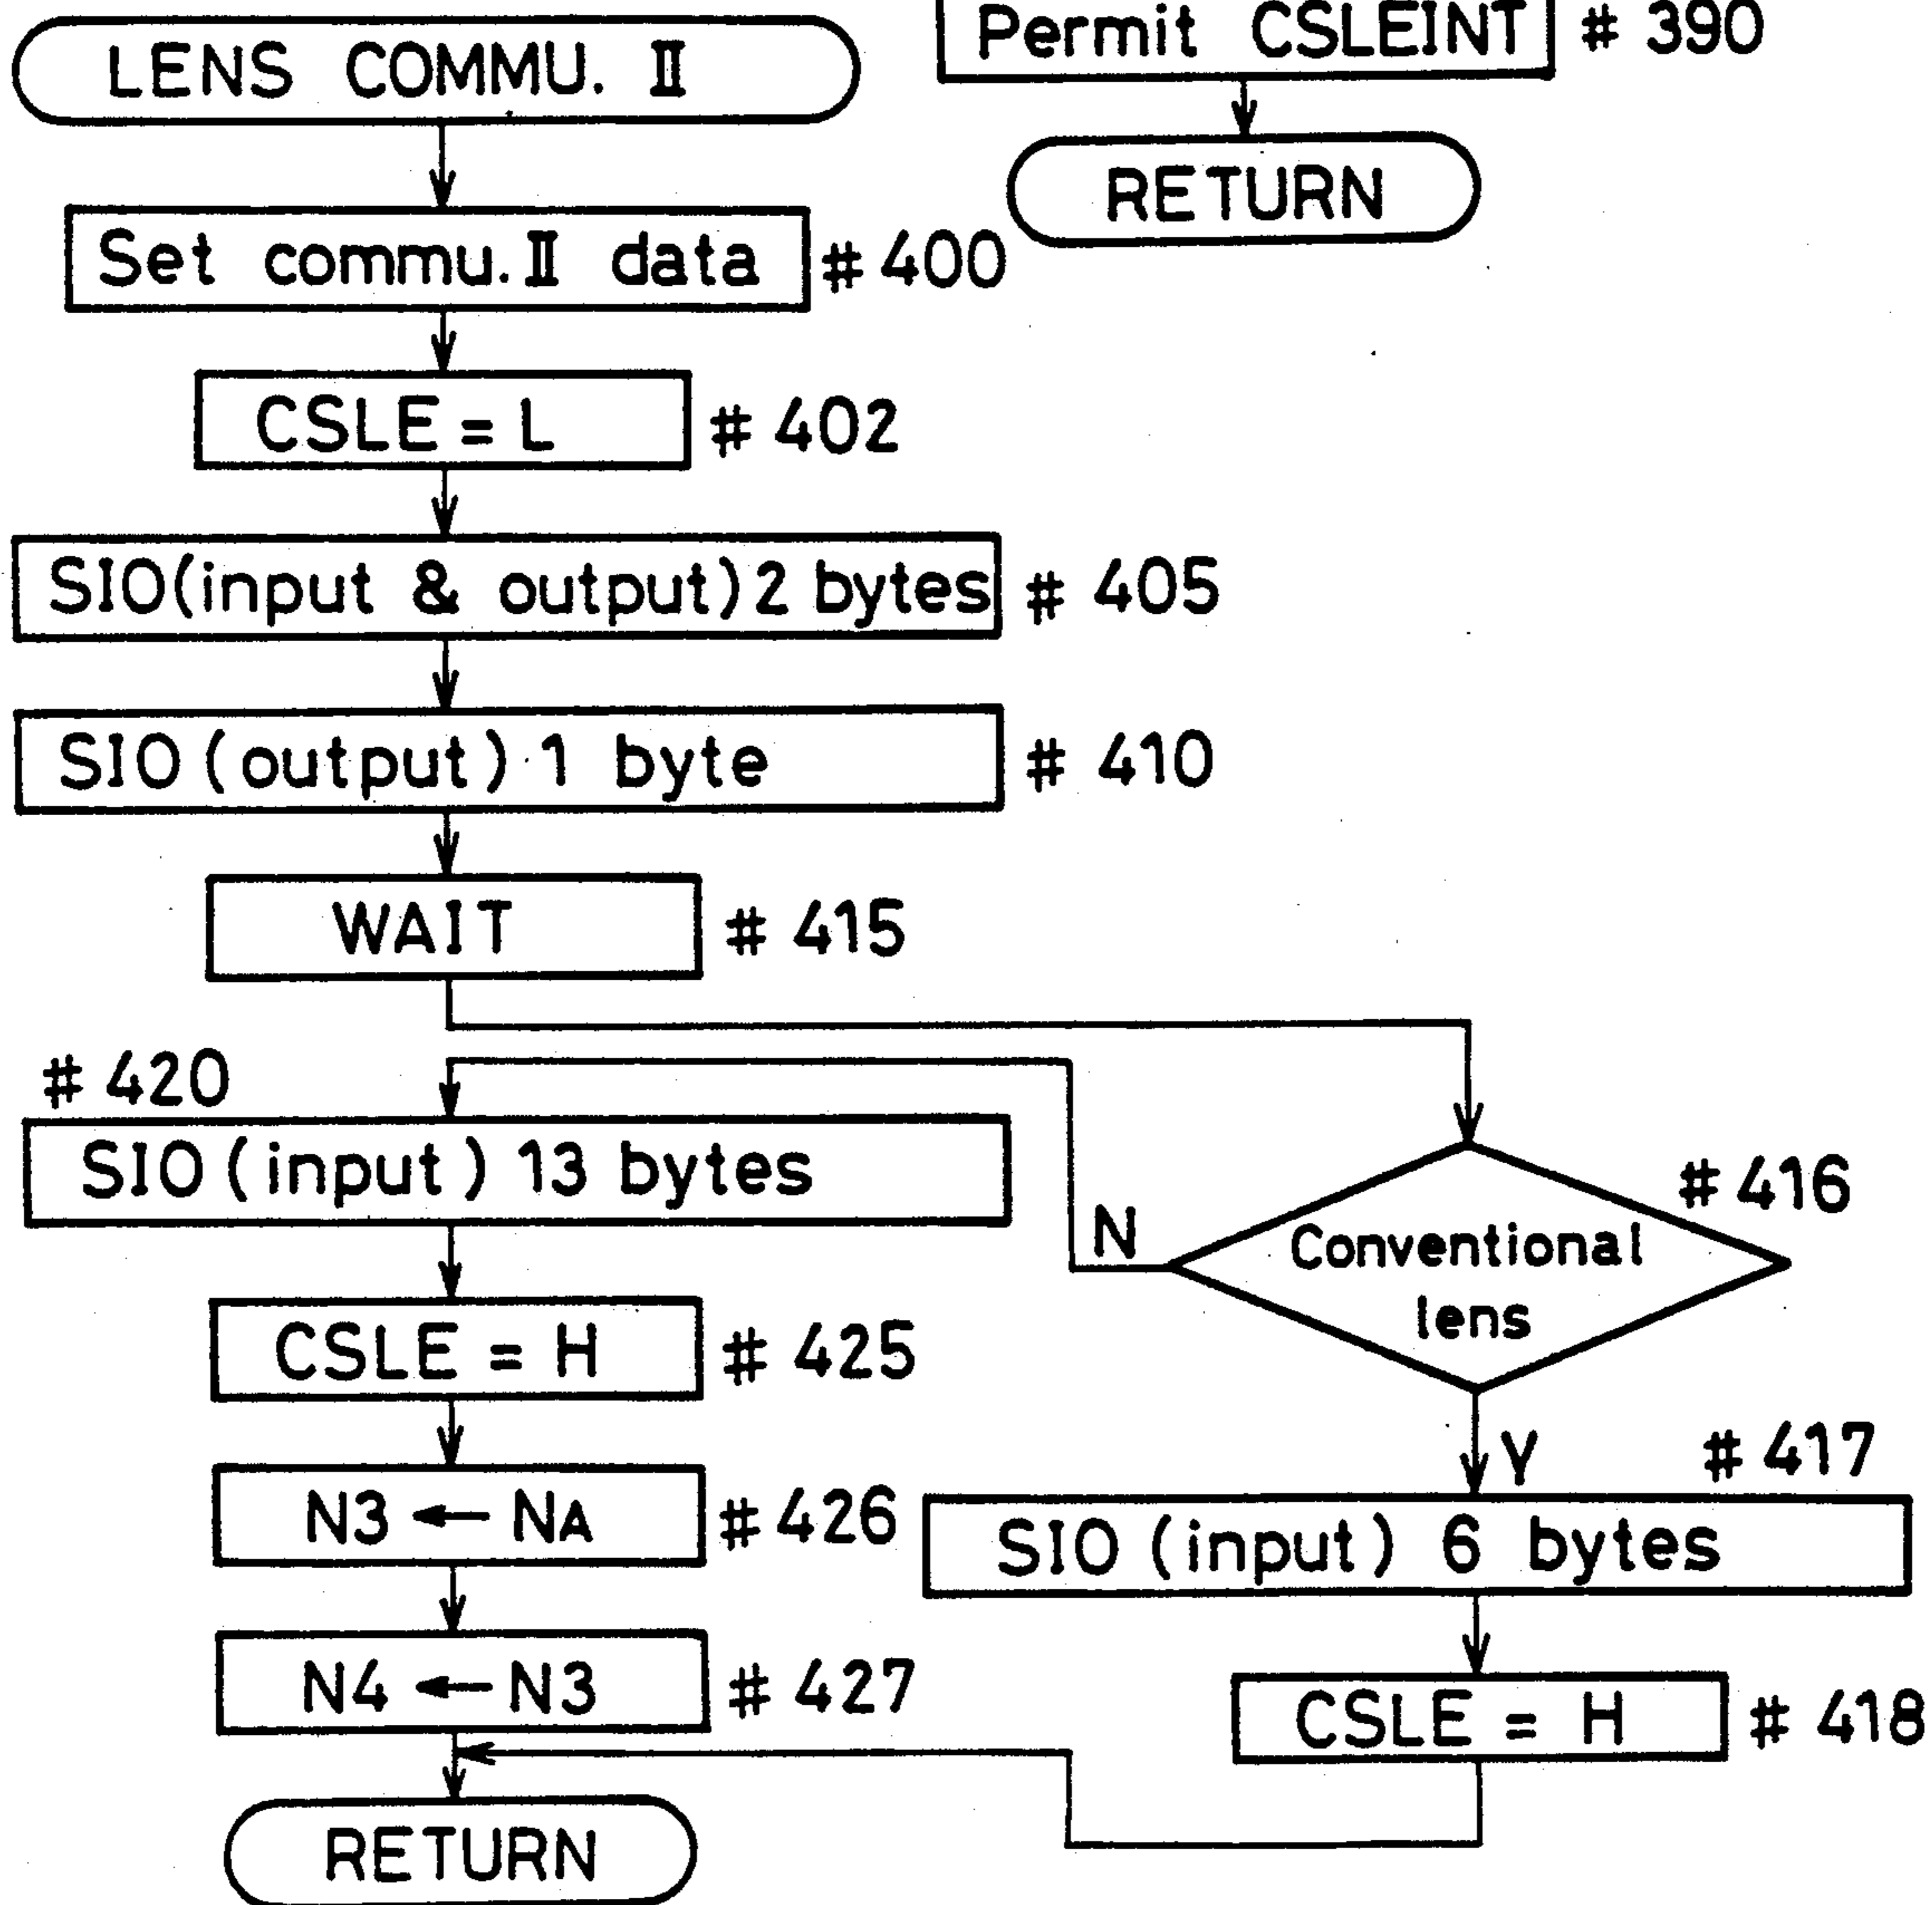 LENS COMMU. Ⅱ
Permit CSLEINT # 390
RETURN
Set commu.Ⅱ data # 400
CSLE = L # 402
SIO(input & output) 2 bytes # 405
SIO (output) 1 byte # 410
WAIT # 415
# 420
SIO (input) 13 bytes
# 416
Conventional
lens
N
CSLE = H # 425
Y
# 417
N3 ← NA # 426
SIO (input) 6 bytes
N4 ← N3 # 427
CSLE = H # 418
RETURN